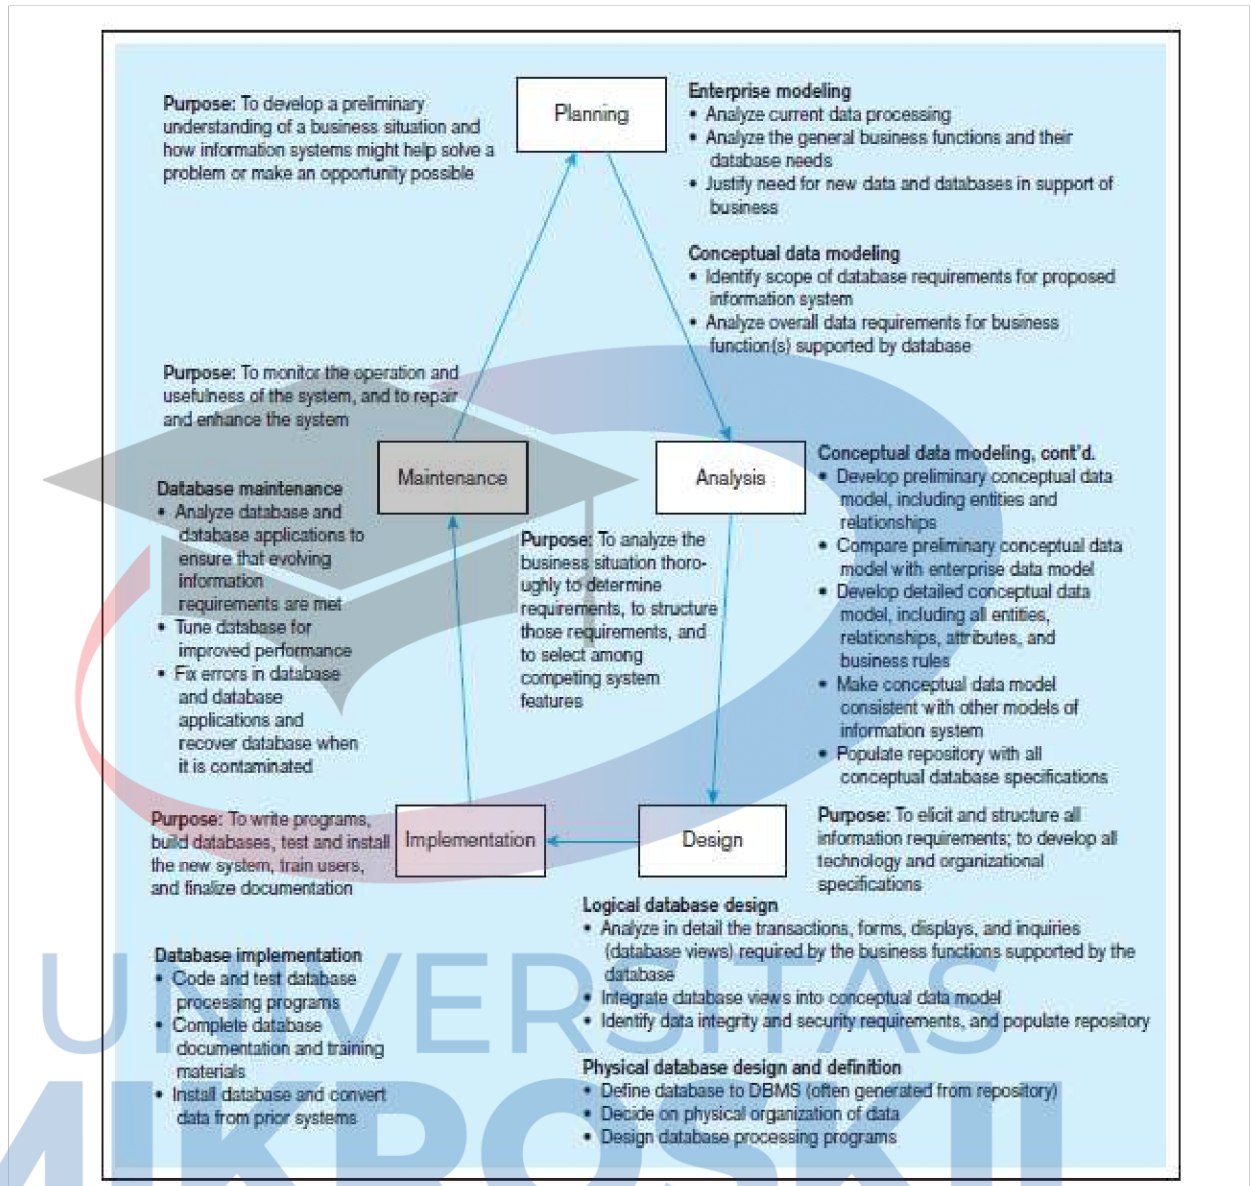 Planning
Purpose: To develop a preliminary
understanding of a business situation and
how information systems might help solve a
problem or make an opportunity possible
Enterprise modeling
• Analyze current data processing
• Analyze the general business functions and their
database needs
• Justify need for new data and databases in support of
business
Conceptual data modeling
• Identify scope of database requirements for proposed
information system
• Analyze overall data requirements for business
function(s) supported by database
Purpose: To monitor the operation and
usefulness of the system, and to repair
and enhance the system
Maintenance
Analysis
Database maintenance
• Analyze database and
database applications to
ensure that evolving
information
requirements are met
• Tune database for
improved performance
• Fix errors in database
and database
applications and
recover database when
it is contaminated
Purpose: To analyze the
business situation thoro-
ughly to determine
requirements, to structure
those requirements, and
to select among
competing system
features
Conceptual data modeling, cont'd.
• Develop preliminary conceptual data
model, including entities and
relationships
• Compare preliminary conceptual data
model with enterprise data model
• Develop detailed conceptual data
model, including all entities,
relationships, attributes, and
business rules
• Make conceptual data model
consistent with other models of
information system
• Populate repository with all
conceptual database specifications
Purpose: To write programs,
build databases, test and install
the new system, train users,
and finalize documentation
Implementation
Design
Purpose: To elicit and structure all
information requirements; to develop all
technology and organizational
specifications
Database implementation
• Code and test database
processing programs
• Complete database
documentation and training
materials
• Install database and convert
data from prior systems
Logical database design
• Analyze in detail the transactions, forms, displays, and inquiries
(database views) required by the business functions supported by the
database
• Integrate database views into conceptual data model
• Identify data integrity and security requirements, and populate repository
Physical database design and definition
• Define database to DBMS (often generated from repository)
• Decide on physical organization of data
• Design database processing programs
UNIVERSITAS
MIKROSKIL